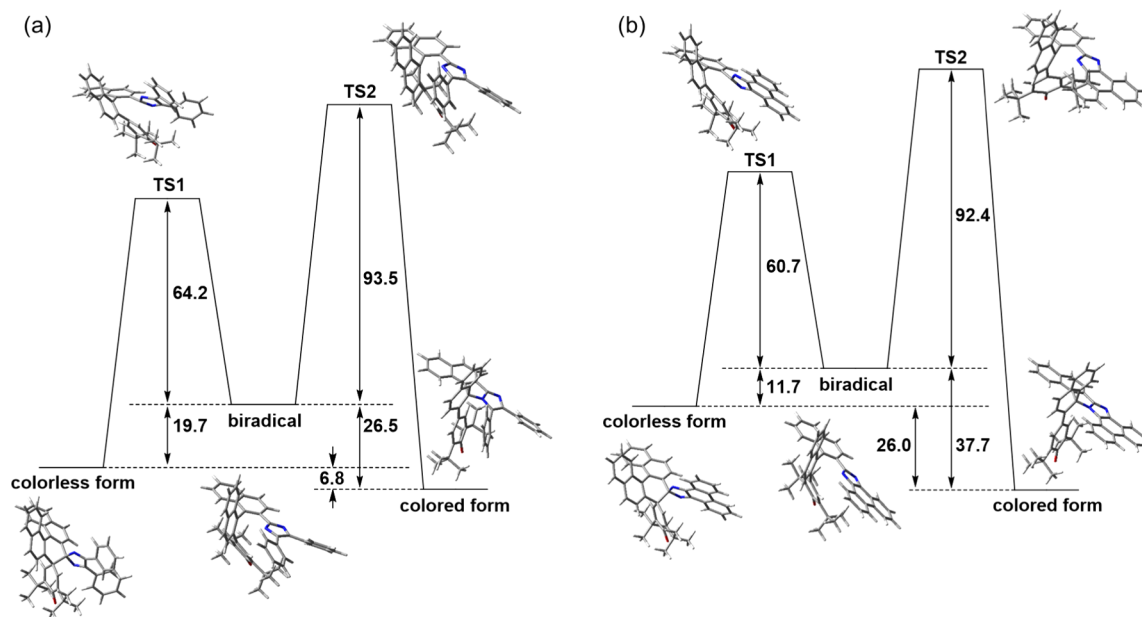 (a)
TS2
TS1
64.2
93.5
biradical
19.7
26.5
colorless form
6.8
colored form
(b)
TS2
TS1
60.7
92.4
biradical
11.7
colorless form
26.0
37.7
colored form